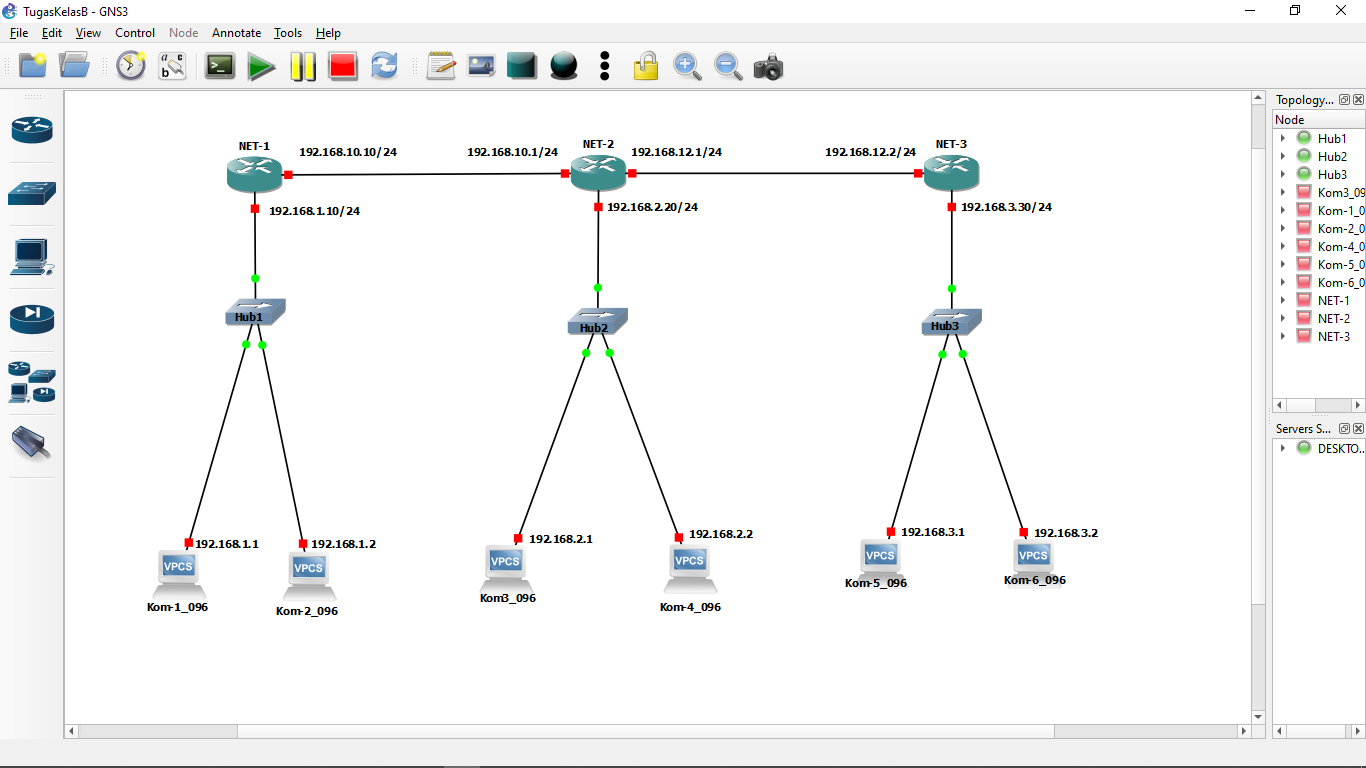 TugasKelasB - GNS3
File Edit View Control Node Annotate Tools Help
Topology...
Node
Hub1
Hub2
Hub3
Kom3_09
Kom-1_0
Kom-2_0
Kom-4_0
Kom-5_0
Kom-6_0
NET-1
NET-2
NET-3
Servers S...
DESKTO...
NET-1
192.168.10.10/24
192.168.10.1/24
NET-2
192.168.12.1/24
192.168.12.2/24
NET-3
192.168.1.10/24
192.168.2.20/24
192.168.3.30/24
Hub1
Hub2
Hub3
192.168.1.1
192.168.1.2
192.168.2.1
192.168.2.2
192.168.3.1
192.168.3.2
VPCS
VPCS
VPCS
VPCS
VPCS
VPCS
Kom-1_096
Kom-2_096
Kom3_096
Kom-4_096
Kom-5_096
Kom-6_096